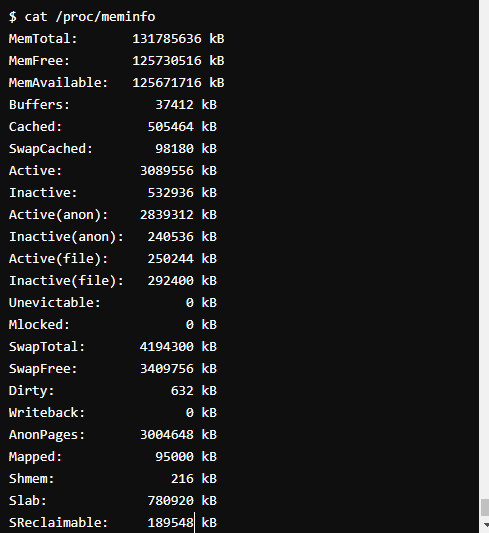 $ cat /proc/meminfo
MemTotal:       131785636 kB
MemFree:        125730516 kB
MemAvailable:   125671716 kB
Buffers:           37412 kB
Cached:           505464 kB
SwapCached:        98180 kB
Active:          3089556 kB
Inactive:         532936 kB
Active(anon):    2839312 kB
Inactive(anon):   240536 kB
Active(file):     250244 kB
Inactive(file):   292400 kB
Unevictable:           0 kB
Mlocked:               0 kB
SwapTotal:       4194300 kB
SwapFree:        3409756 kB
Dirty:               632 kB
Writeback:             0 kB
AnonPages:       3004648 kB
Mapped:            95000 kB
Shmem:               216 kB
Slab:             780920 kB
SReclaimable:     189548 kB